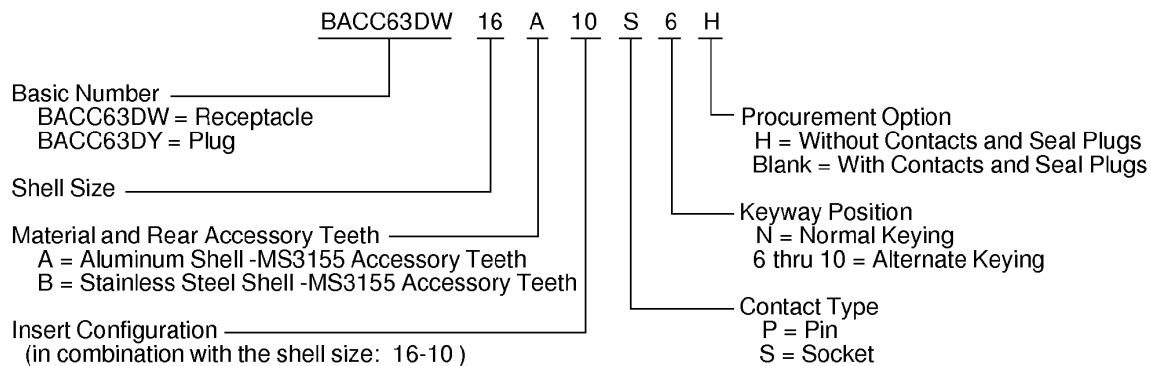 BACC63DW 16 A 10 S 6 H
Basic Number
BACC63DW = Receptacle
BACC63DY = Plug
Shell Size
Material and Rear Accessory Teeth
A = Aluminum Shell -MS3155 Accessory Teeth
B = Stainless Steel Shell -MS3155 Accessory Teeth
Insert Configuration
(in combination with the shell size: 16-10 )
Procurement Option
H = Without Contacts and Seal Plugs
Blank = With Contacts and Seal Plugs
Keyway Position
N = Normal Keying
6 thru 10 = Alternate Keying
Contact Type
P = Pin
S = Socket